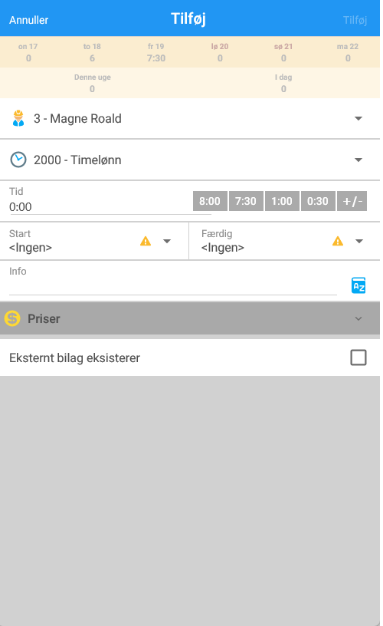 Annuller Tilføj Tilføj
on 17 to 18 fr 19 lø 20 sø 21 ma 22
0 6 7:30 0 0 0
Denne uge I dag
0 0
3 - Magne Roald
2000 - Timelønn
Tid
0:00 8:00 7:30 1:00 0:30 +/-
Start Færdig
<Ingen> <Ingen>
Info
Priser
Eksternt bilag eksisterer